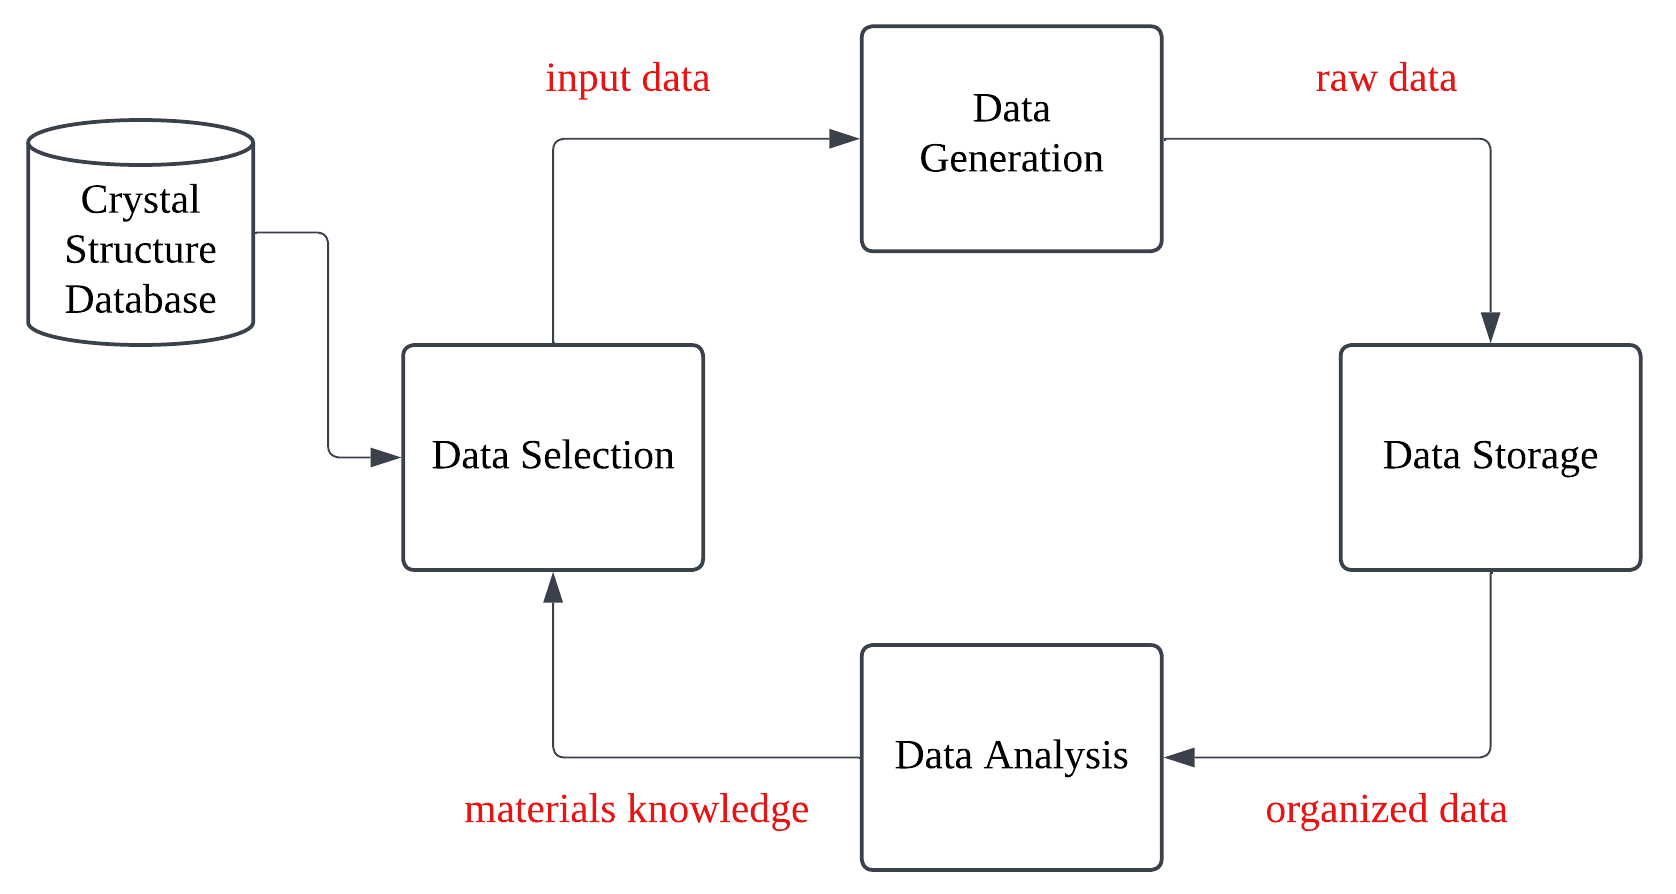 input data
Data
Generation
raw data
Crystal
Structure
Database
Data Selection
Data Storage
Data Analysis
materials knowledge
organized data